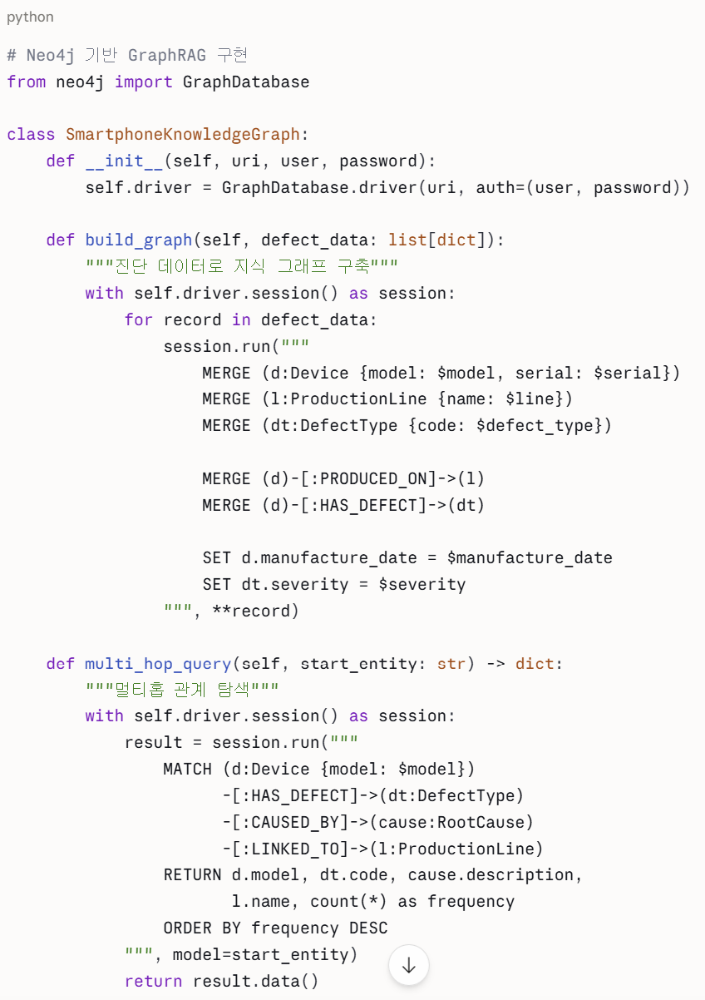 python
# Neo4j 기반 GraphRAG 구현
from neo4j import GraphDatabase
class SmartphoneKnowledgeGraph:
    def __init__(self, uri, user, password):
        self.driver = GraphDatabase.driver(uri, auth=(user, password))
    def build_graph(self, defect_data: list[dict]):
        """진단 데이터로 지식 그래프 구축"""
        with self.driver.session() as session:
            for record in defect_data:
                session.run("""
                    MERGE (d:Device {model: $model, serial: $serial})
                    MERGE (l:ProductionLine {name: $line})
                    MERGE (dt:DefectType {code: $defect_type})
                    MERGE (d)-[:PRODUCED_ON]->(l)
                    MERGE (d)-[:HAS_DEFECT]->(dt)
                    SET d.manufacture_date = $manufacture_date
                    SET dt.severity = $severity
                """, **record)
    def multi_hop_query(self, start_entity: str) -> dict:
        """멀티홉 관계 탐색"""
        with self.driver.session() as session:
            result = session.run("""
                MATCH (d:Device {model: $model})
                      -[:HAS_DEFECT]->(dt:DefectType)
                      -[:CAUSED_BY]->(cause:RootCause)
                      -[:LINKED_TO]->(l:ProductionLine)
                RETURN d.model, dt.code, cause.description,
                       l.name, count(*) as frequency
                ORDER BY frequency DESC
            """, model=start_entity)
            return result.data()